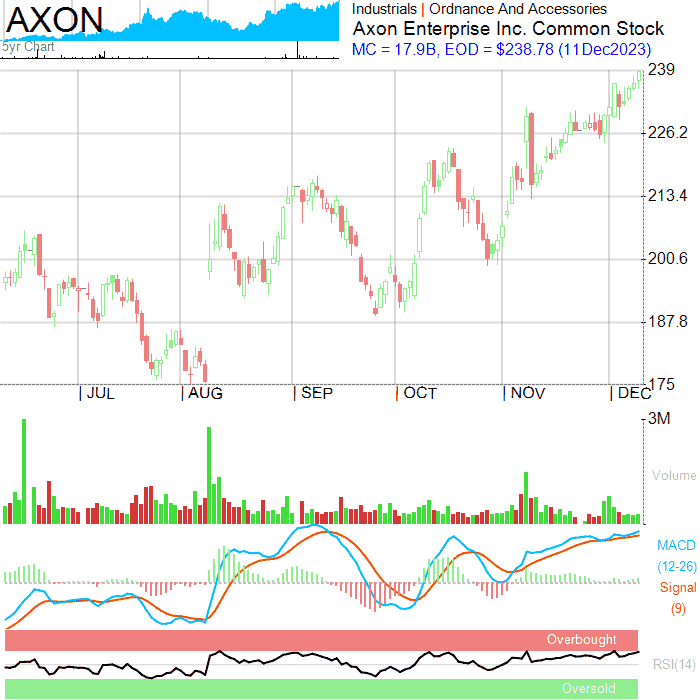 AXON
5yr Chart
Industrials | Ordnance And Accessories
Axon Enterprise Inc. Common Stock
MC = 17.9B, EOD = $238.78 (11Dec2023)
239
226.2
213.4
200.6
187.8
175
| JUL | AUG | SEP | OCT | NOV | DEC
3M
Volume
MACD
(12-26)
Signal
(9)
Overbought
RSI(14)
Oversold